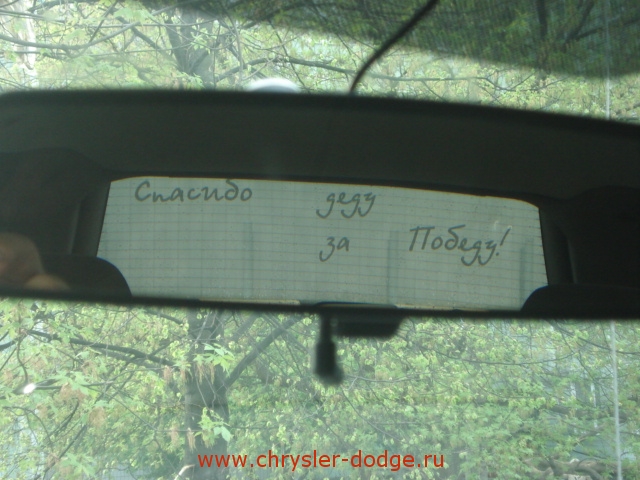 Спасибо деду
за Победу!
www.chrysler-dodge.ru